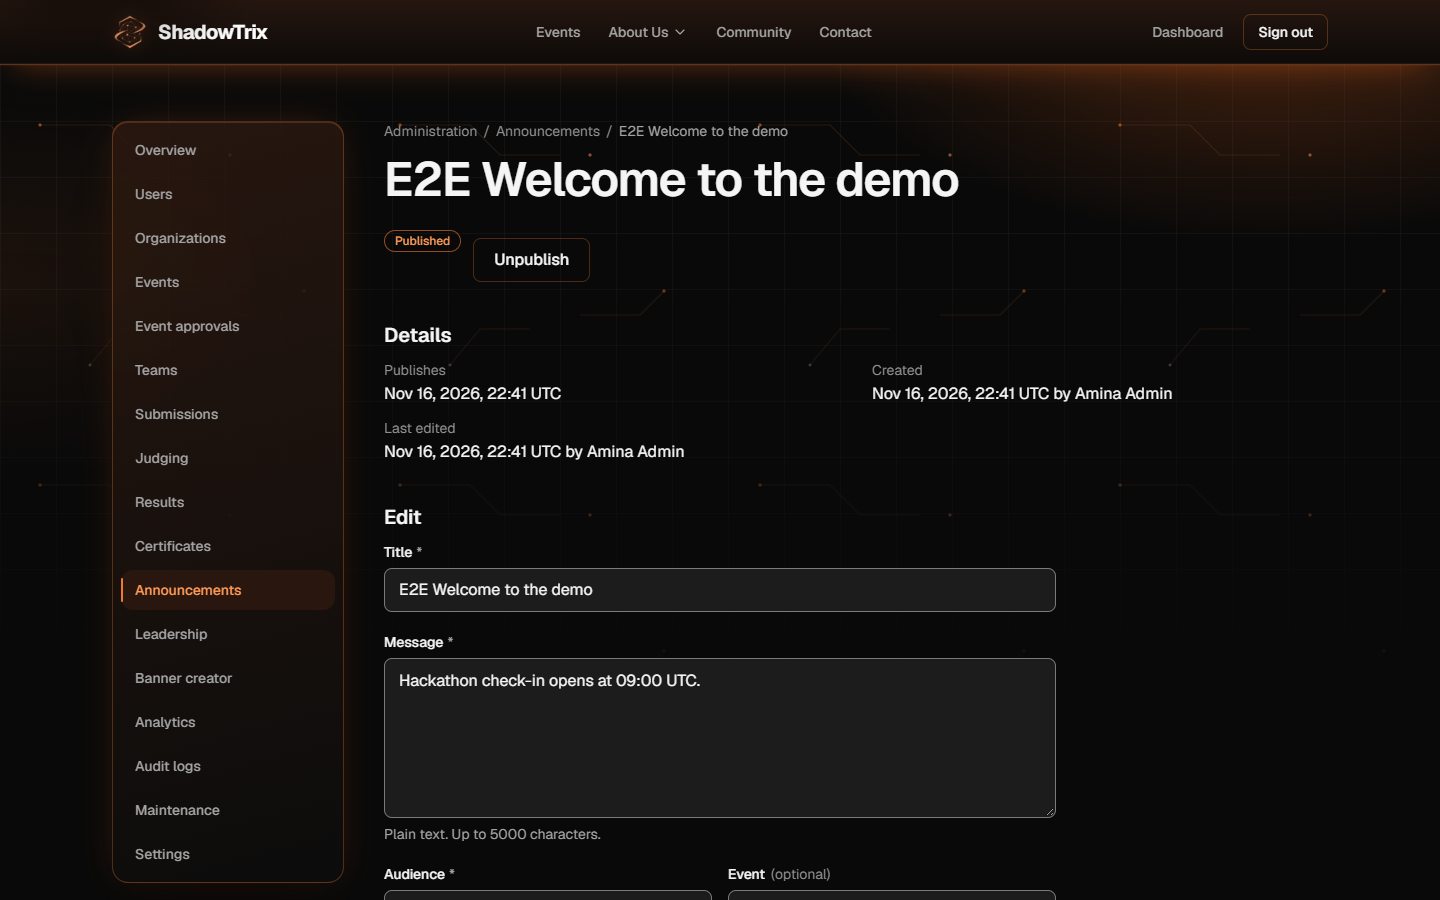 ShadowTrix
Events
About Us
Community
Contact
Dashboard
Sign out
Overview
Users
Organizations
Events
Event approvals
Teams
Submissions
Judging
Results
Certificates
Announcements
Leadership
Banner creator
Analytics
Audit logs
Maintenance
Settings
Administration / Announcements / E2E Welcome to the demo
E2E Welcome to the demo
Published
Unpublish
Details
Publishes
Nov 16, 2026, 22:41 UTC
Created
Nov 16, 2026, 22:41 UTC by Amina Admin
Last edited
Nov 16, 2026, 22:41 UTC by Amina Admin
Edit
Title *
E2E Welcome to the demo
Message *
Hackathon check-in opens at 09:00 UTC.
Plain text. Up to 5000 characters.
Audience *
Event (optional)